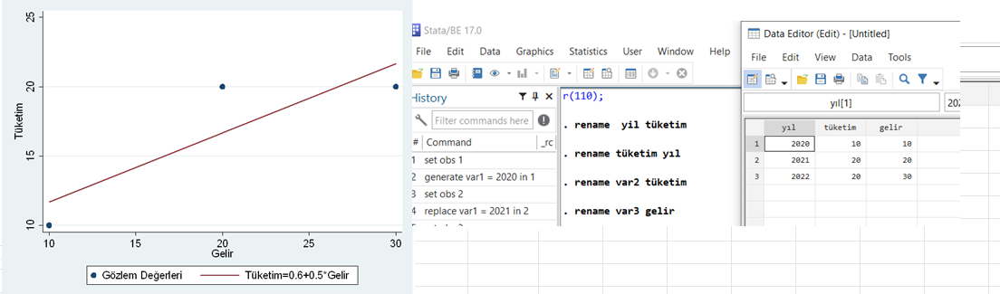 25
20
15
10
Tüketim
10 15 20 25 30
Gelir
Gözlem Değerleri Tüketim=0.6+0.5*Gelir
Stata/BE 17.0
File Edit Data Graphics Statistics User Window Help
History
Filter commands here
# Command _rc
1 set obs 1
2 generate var1 = 2020 in 1
3 set obs 2
4 replace var1 = 2021 in 2
r(110);
. rename  yil tüketim
. rename tüketim yıl
. rename var2 tüketim
. rename var3 gelir
Data Editor (Edit) - [Untitled]
File Edit View Data Tools
yıl[1]
yıl tüketim gelir
1 2020 10 10
2 2021 20 20
3 2022 20 30